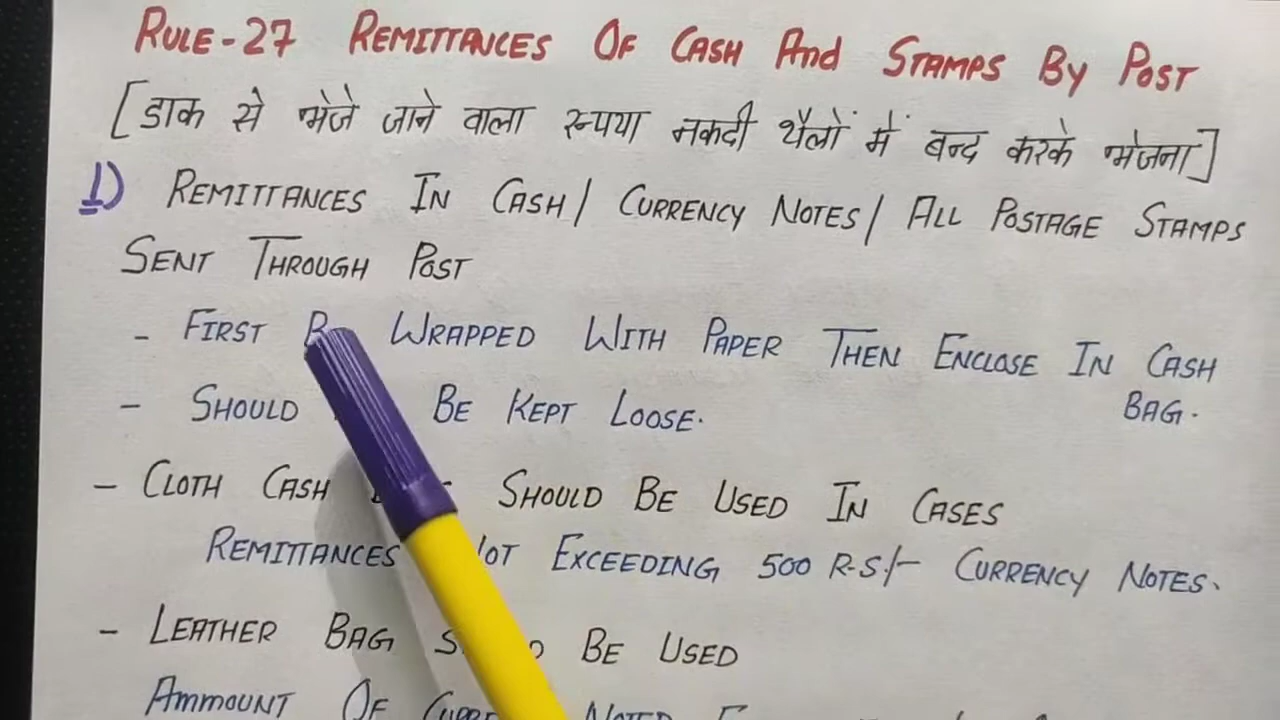 RULE-27 REMITTANCES OF CASH And STAMPS By POST
[डाक से भेजे जाने वाला रूपया नकदी थैलों में बन्द करके भेजना]
1) REMITTANCES IN CASH/ CURRENCY NOTES/ ALL POSTAGE STAMPS
SENT THROUGH POST
- FIRST WRAPPED WITH PAPER THEN ENCLOSE IN CASH
BAG.
- SHOULD BE KEPT LOOSE.
- CLOTH CASH SHOULD BE USED IN CASES
REMITTANCES EXCEEDING 500 R.S/- CURRENCY NOTES.
- LEATHER BAG BE USED
AMMOUNT OF